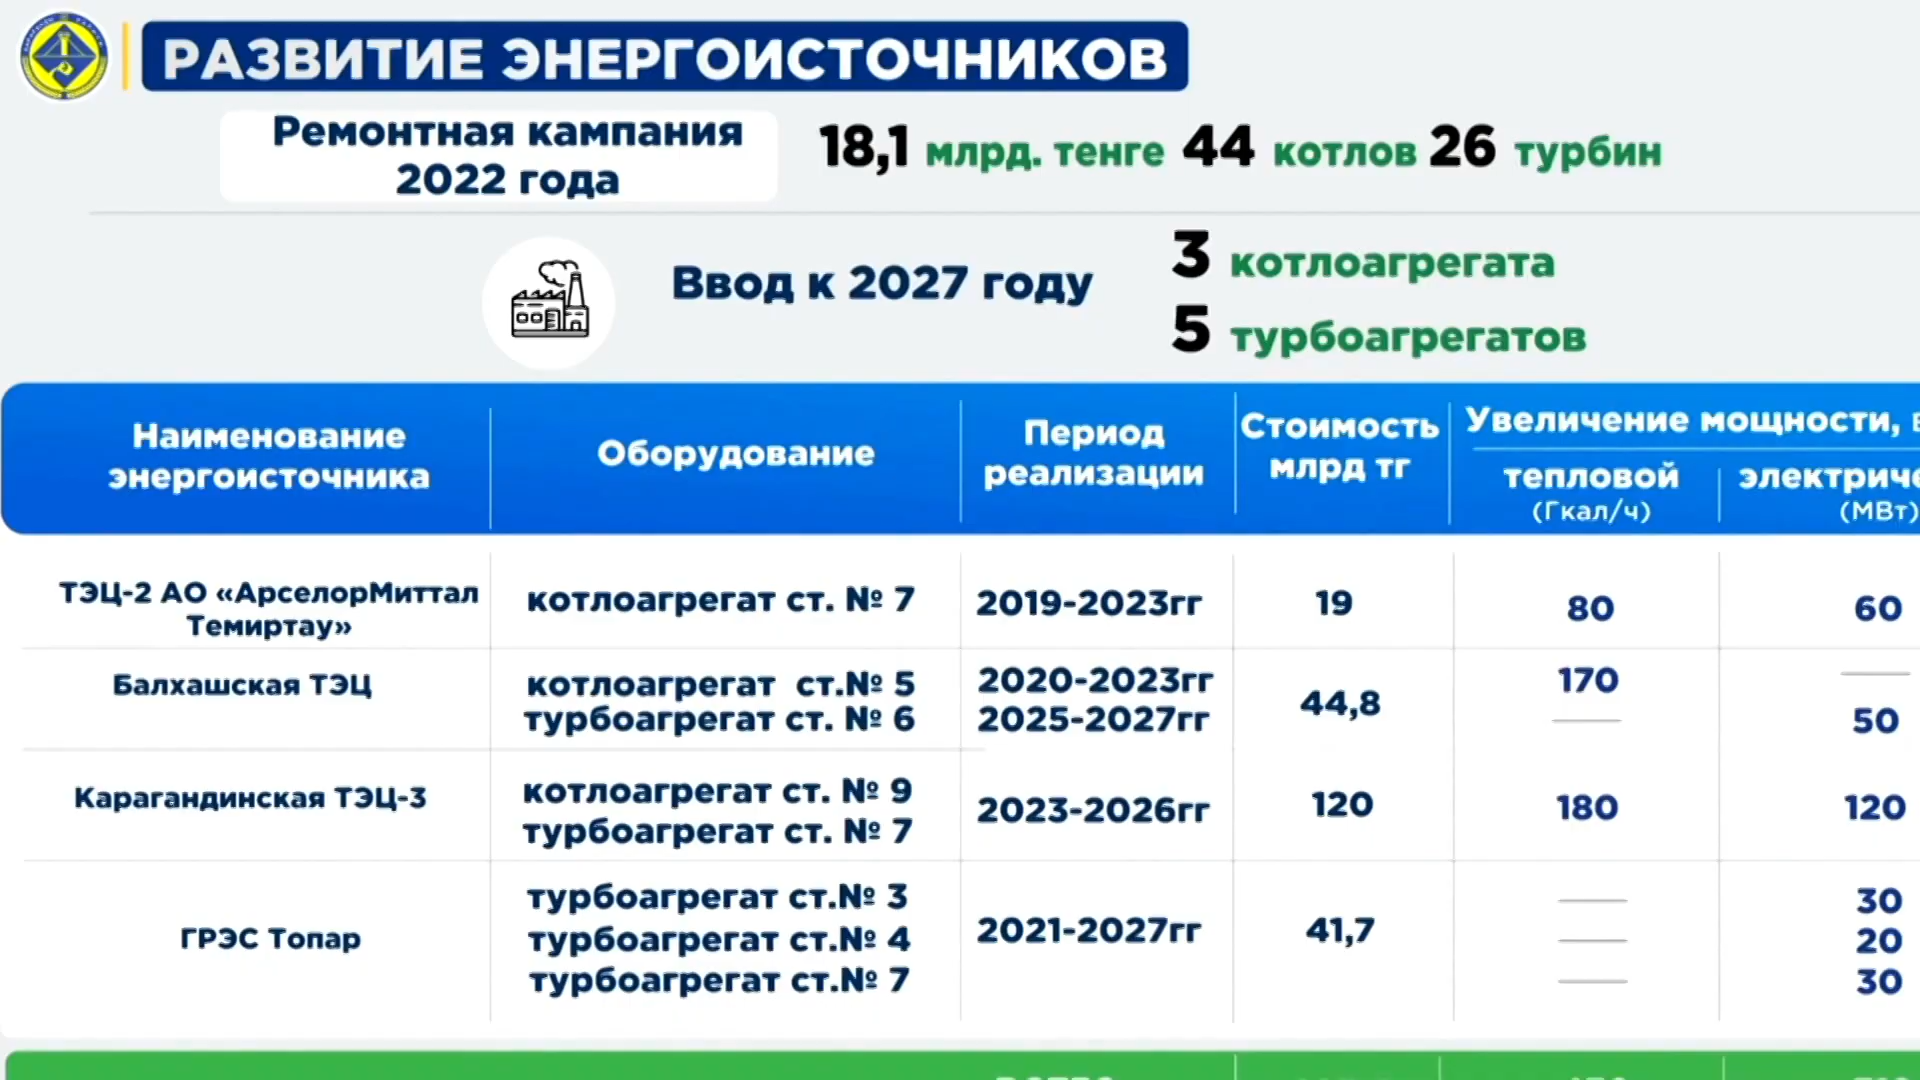 РАЗВИТИЕ ЭНЕРГОИСТОЧНИКОВ
Ремонтная кампания
2022 года
18,1 млрд. тенге 44 котлов 26 турбин
Ввод к 2027 году
3 котлоагрегата
5 турбоагрегатов
Наименование
энергоисточника
Оборудование
Период
реализации
Стоимость
млрд тг
Увеличение мощности,
тепловой
(Гкал/ч)
электриче
(МВт)
ТЭЦ-2 АО «АрселорМиттал
Темиртау»
котлоагрегат ст. № 7
2019-2023гг
19
80
60
Балхашская ТЭЦ
котлоагрегат ст.№ 5
турбоагрегат ст. № 6
2020-2023гг
2025-2027гг
44,8
170
—
—
50
Карагандинская ТЭЦ-3
котлоагрегат ст. № 9
турбоагрегат ст. № 7
2023-2026гг
120
180
120
ГРЭС Топар
турбоагрегат ст.№ 3
турбоагрегат ст.№ 4
турбоагрегат ст.№ 7
2021-2027гг
41,7
—
—
—
30
20
30